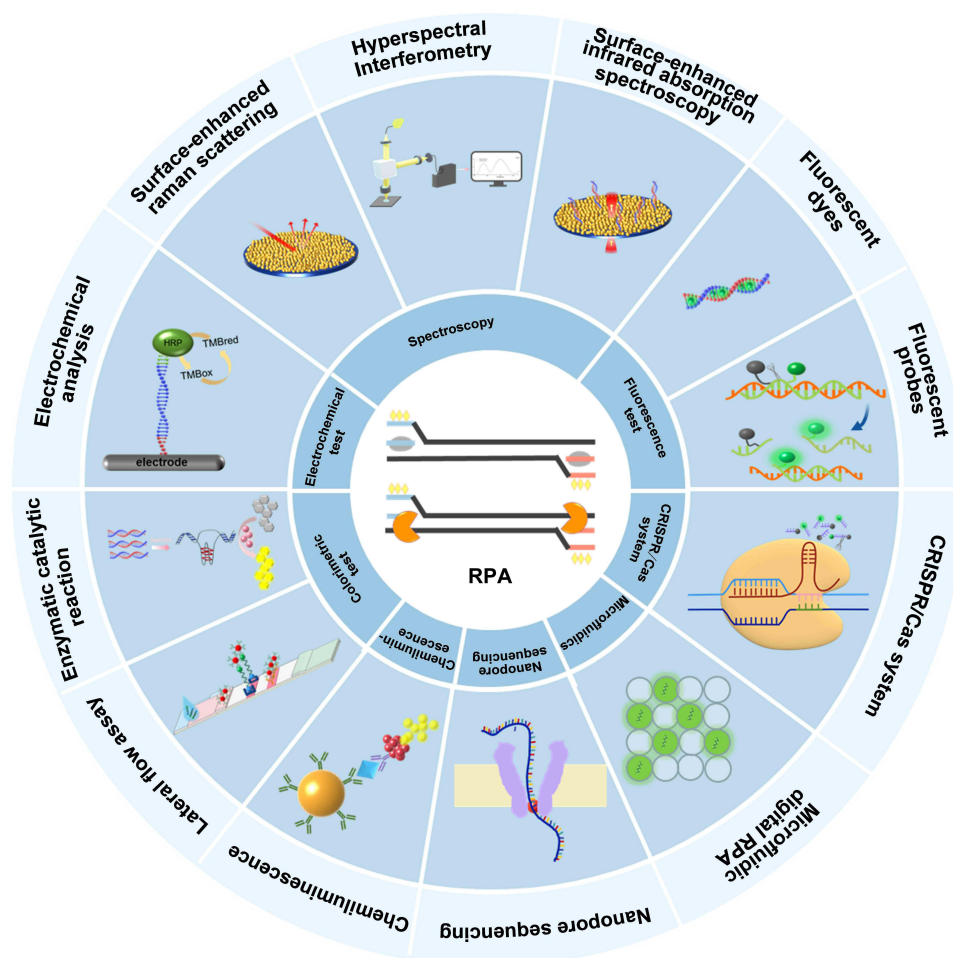 Hyperspectral
Interferometry
Surface-enhanced
infrared absorption
spectroscopy
Fluorescent
dyes
Fluorescent
probes
CRISPR/Cas system
Microfluidic
digital RPA
Nanopore sequencing
Chemiluminescence
Lateral flow assay
Enzymatic catalytic
reaction
Electrochemical
analysis
Surface-enhanced
raman scattering
HRP
TMBred
TMBox
electrode
Spectroscopy
Fluorescence
test
CRISPR/Cas
system
Microfluidics
Nanopore
sequencing
Chemilumin-
escence
Colorimetric
test
Electrochemical
test
RPA